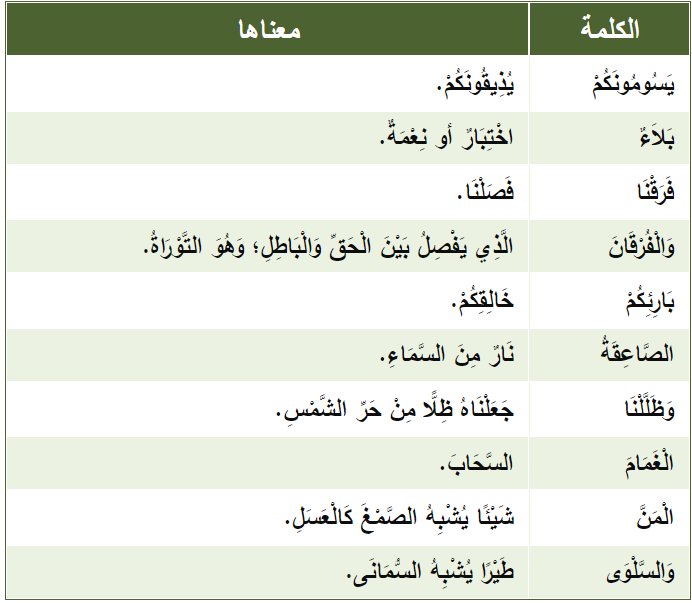 الكلمة معناها
يَسُومُونَكُمْ يُذِيقُونَكُمْ.
بَلاَءٌ اخْتِبَارٌ أو نِعْمَةٌ.
فَرَقْنَا فَصَلْنَا.
وَالْفُرْقَانَ الَّذِي يَفْصِلُ بَيْنَ الْحَقِّ وَالْبَاطِلِ؛ وَهُوَ التَّوْرَاةُ.
بَارِئِكُمْ خَالِقِكُمْ.
الصَّاعِقَةُ نَارٌ مِنَ السَّمَاءِ.
وَظَلَّلْنَا جَعَلْنَاهُ ظِلًّا مِنْ حَرِّ الشَّمْسِ.
الْغَمَامَ السَّحَابَ.
الْمَنَّ شَيْئًا يُشْبِهُ الصَّمْغَ كَالْعَسَلِ.
وَالسَّلْوَى طَيْرًا يُشْبِهُ السُّمَانَى.